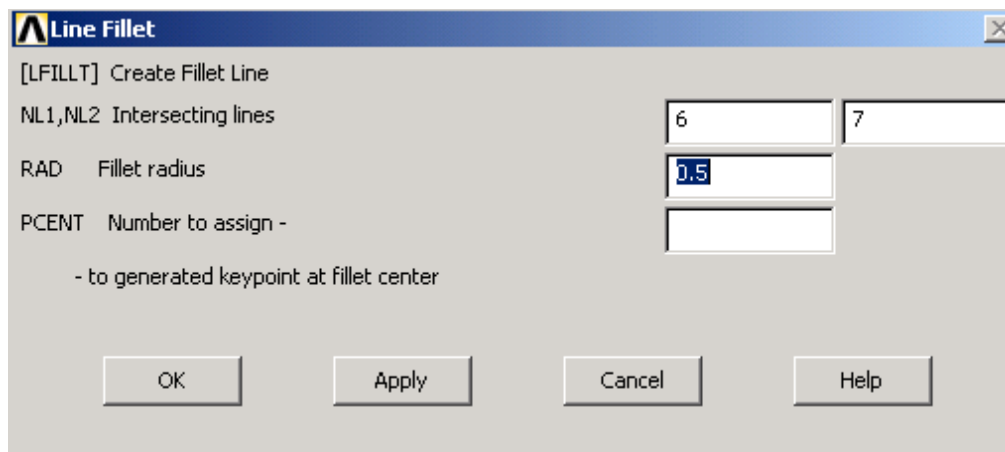 Line Fillet
[LFILLT] Create Fillet Line
NL1,NL2 Intersecting lines 6 7
RAD Fillet radius 0.5
PCENT Number to assign -
- to generated keypoint at fillet center
OK Apply Cancel Help